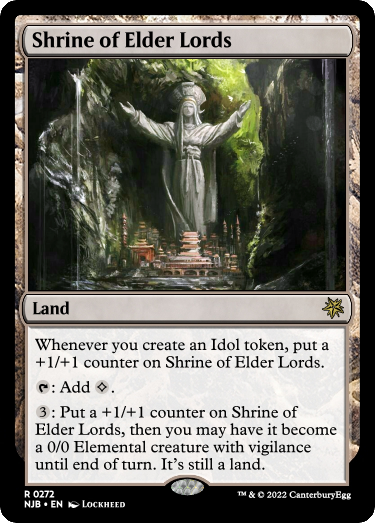 Shrine of Elder Lords
Land
Whenever you create an Idol token, put a
+1/+1 counter on Shrine of Elder Lords.
: Add .
3: Put a +1/+1 counter on Shrine of
Elder Lords, then you may have it become
a 0/0 Elemental creature with vigilance
until end of turn. It's still a land.
R 0272
NJB • EN Lockheed
™ & © 2022 CanterburyEgg